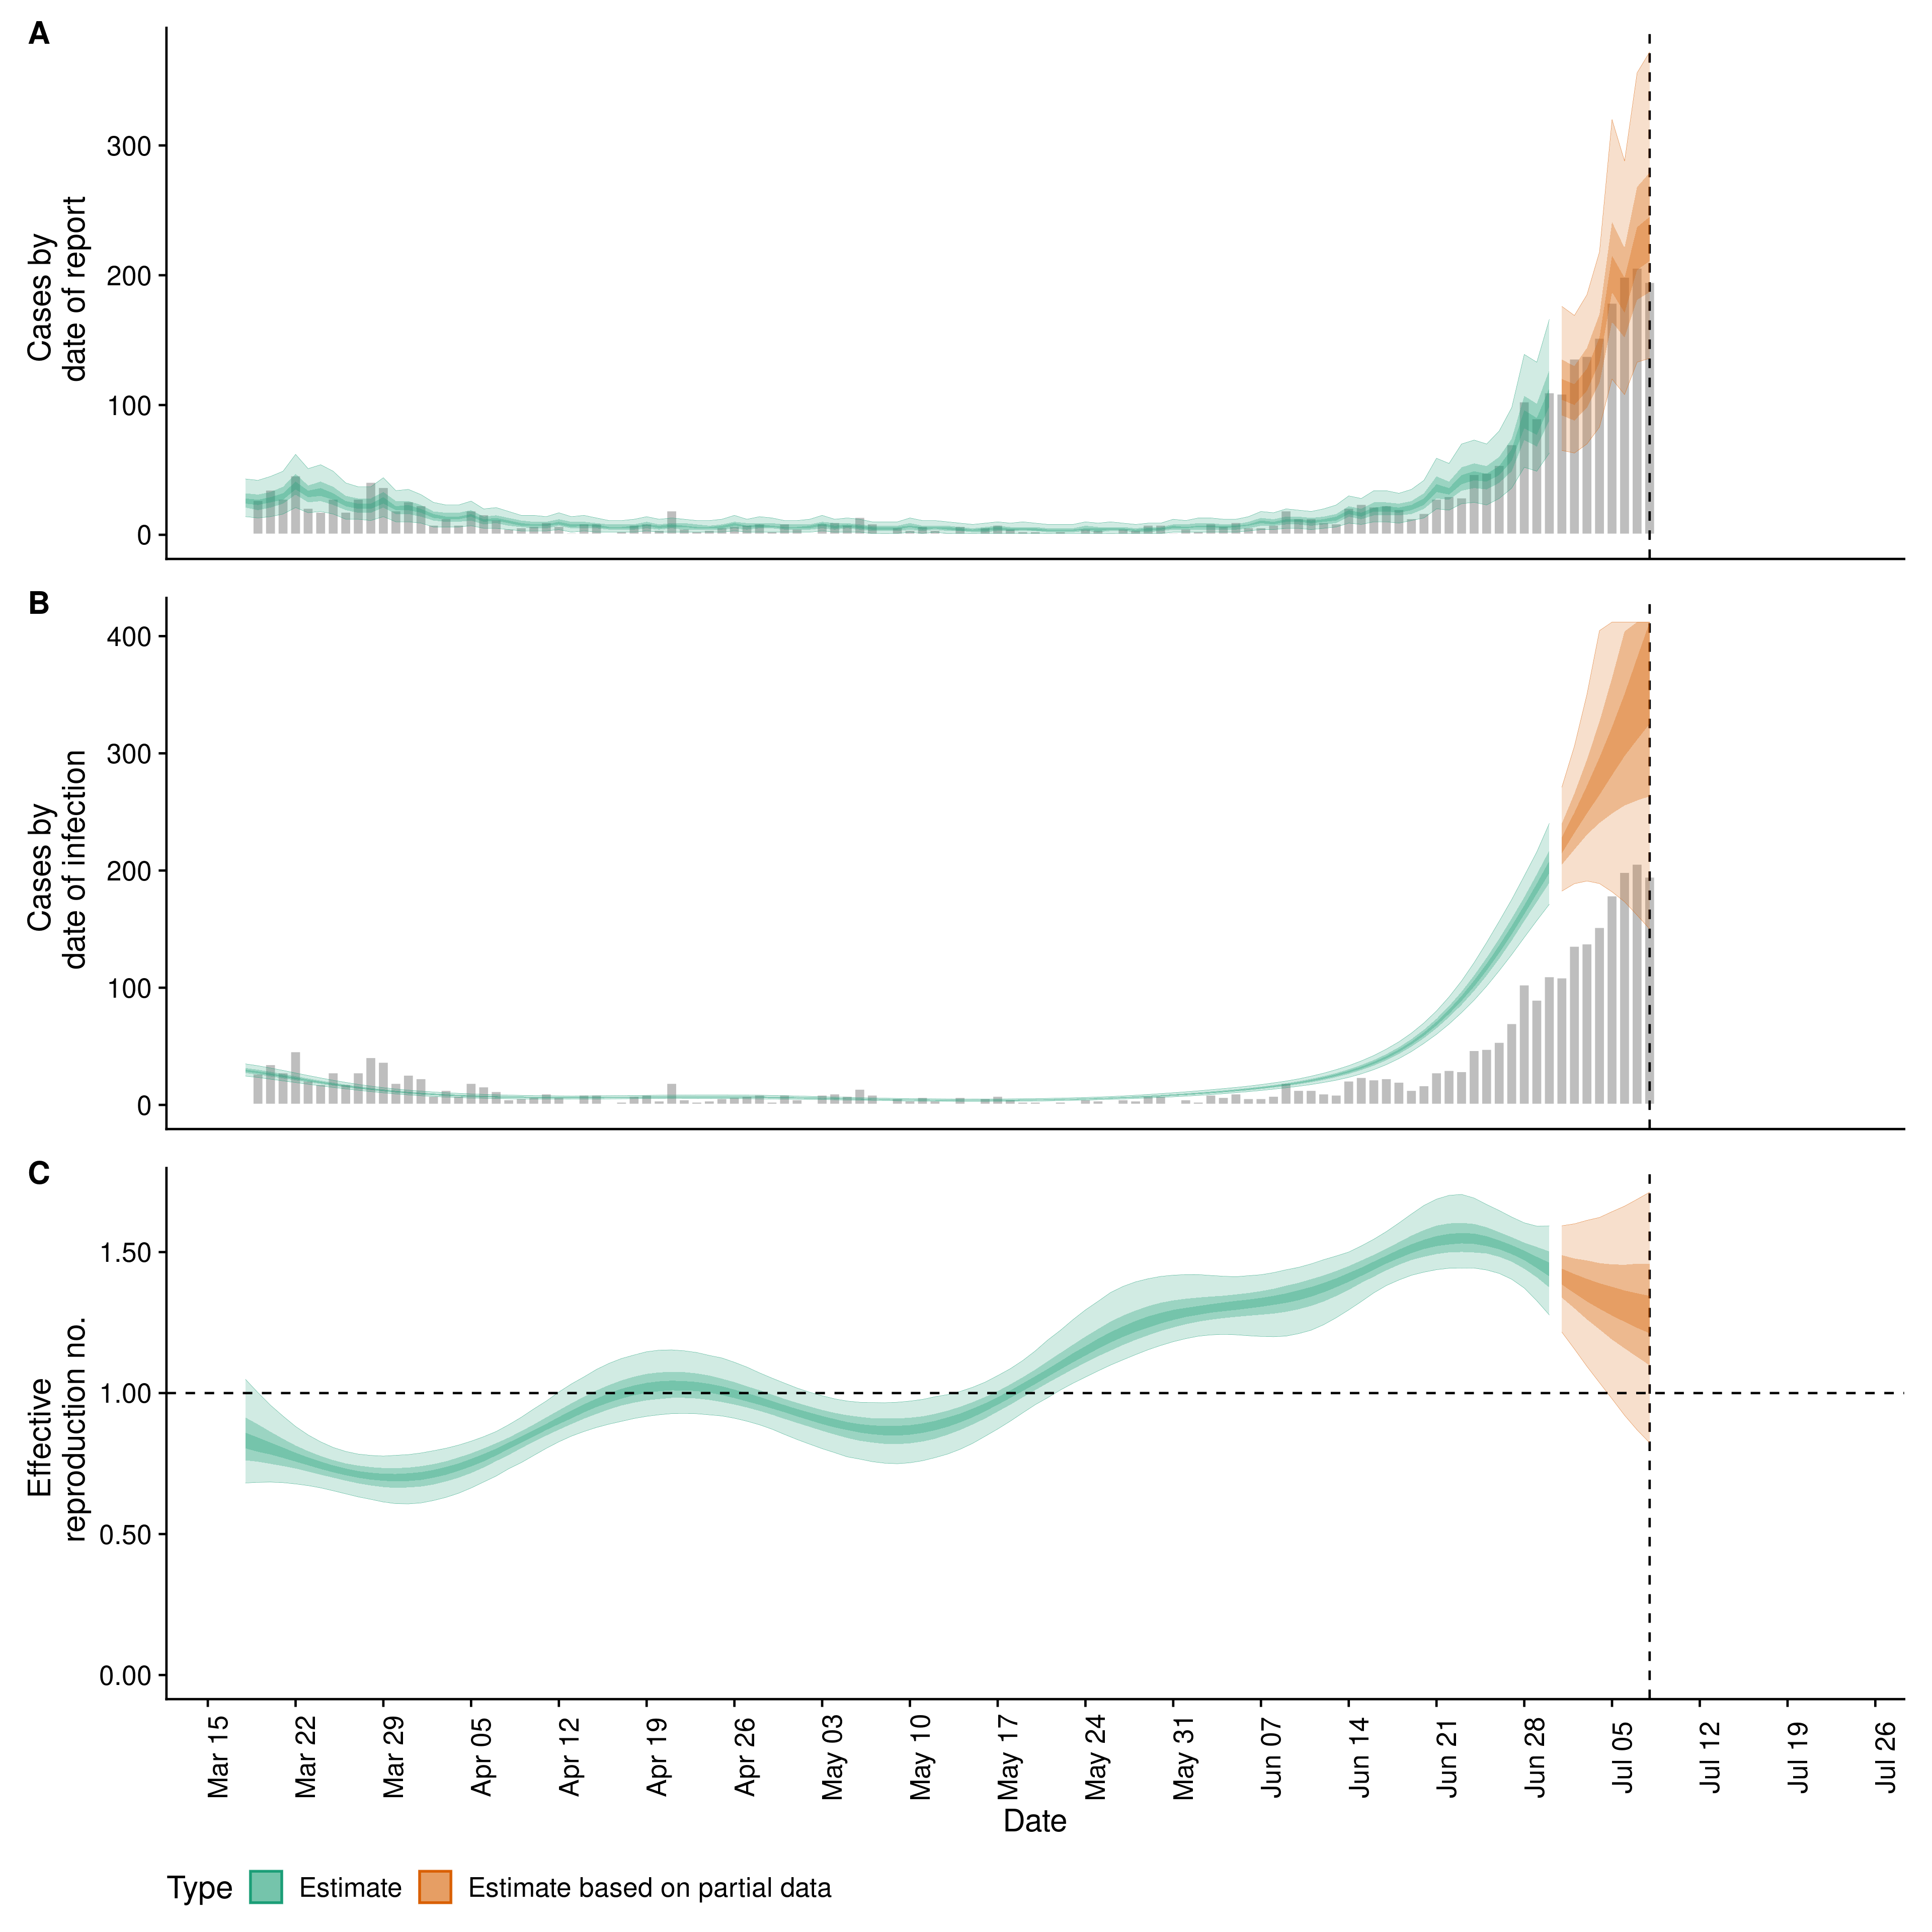 A
Cases by
date of report
300
200
100
0
B
Cases by
date of infection
400
300
200
100
0
C
Effective
reproduction no.
1.50
1.00
0.50
0.00
Mar 15
Mar 22
Mar 29
Apr 05
Apr 12
Apr 19
Apr 26
May 03
May 10
May 17
May 24
May 31
Jun 07
Jun 14
Jun 21
Jun 28
Jul 05
Jul 12
Jul 19
Jul 26
Date
Type Estimate Estimate based on partial data